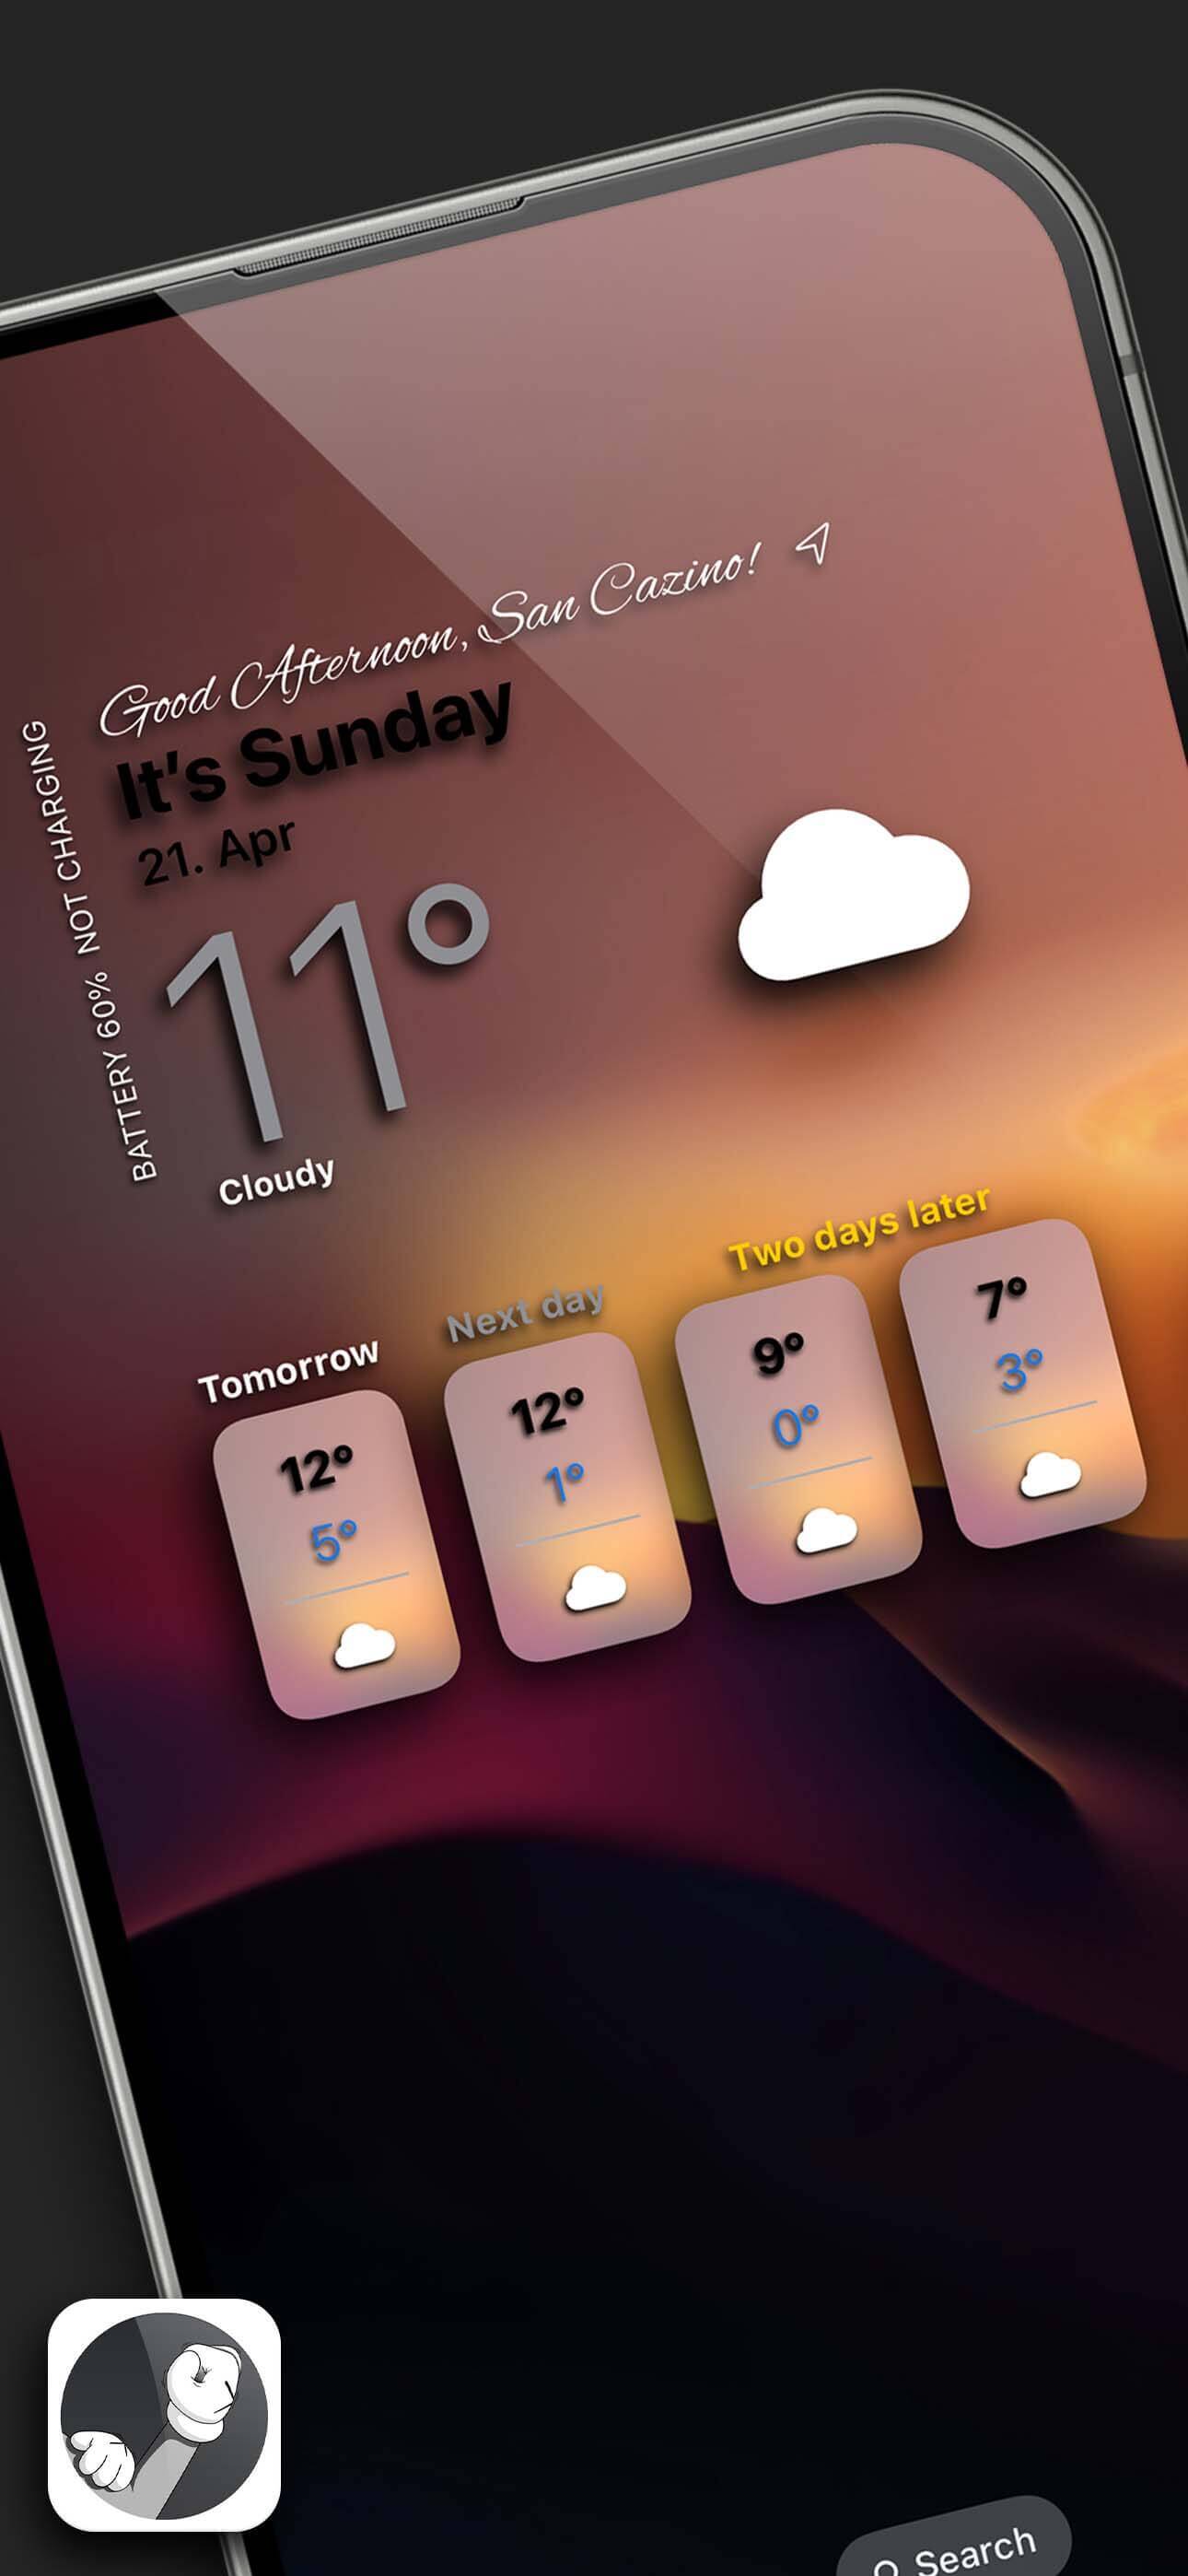 Good Afternoon, San Cazino!
It's Sunday
21. Apr
11°
Cloudy
BATTERY 60% NOT CHARGING
Tomorrow
12°
5°
Next day
12°
1°
Two days later
9°
0°
7°
3°
Search